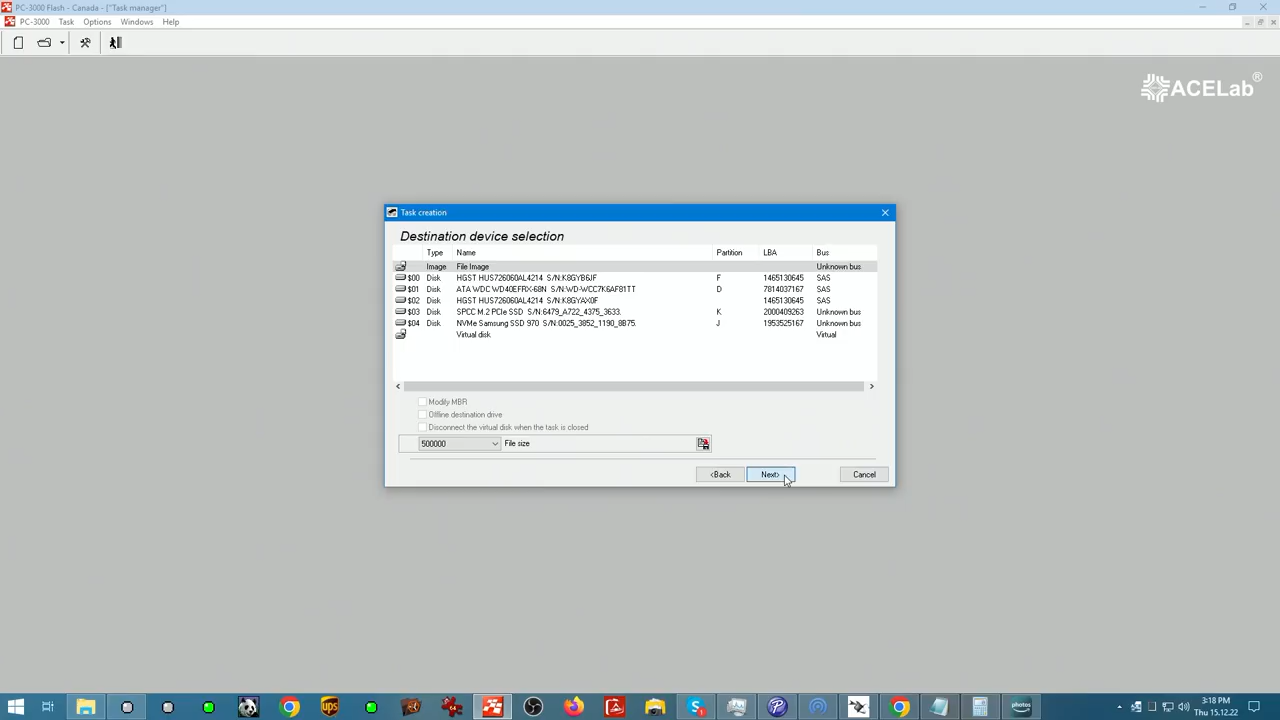 PC-3000 Flash - Canada - ["Task manager"]
PC-3000 Task Options Windows Help
ACELab®
Task creation
Destination device selection
Type Name Partition LBA Bus
Image File Image Unknown bus
$00 Disk HGST HUS726060AL4214 S/N:K8GYB6JF F 1465130645 SAS
$01 Disk ATA WDC WD40EFRX-68N S/N:WD-WCC7K6AF81TT D 7814037167 SAS
$02 Disk HGST HUS726060AL4214 S/N:K8GYAX0F 1465130645 SAS
$03 Disk SPCC M.2 PCIe SSD S/N:6479_A722_4375_3633. K 2000409263 Unknown bus
$04 Disk NVMe Samsung SSD 970 S/N:0025_3852_1190_8B75. J 1953525167 Unknown bus
Virtual disk Virtual
Modify MBR
Offline destination drive
Disconnect the virtual disk when the task is closed
500000 File size
<Back Next> Cancel
3:18 PM
Thu 15.12.22